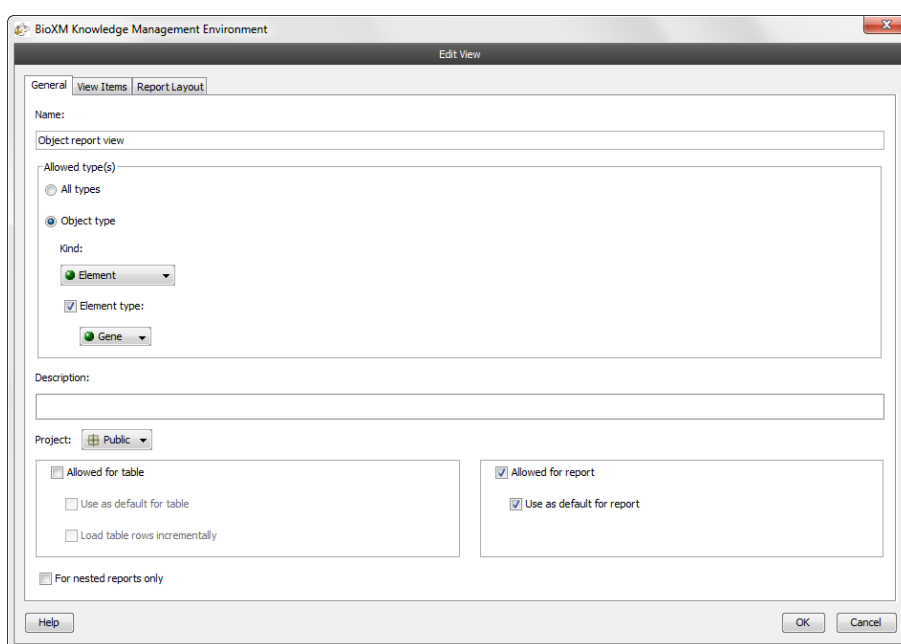 BioXM Knowledge Management Environment
Edit View
General View Items Report Layout
Name:
Object report view
Allowed type(s)
All types
Object type
Kind:
Element
Element type:
Gene
Description:
Project: Public
Allowed for table
Use as default for table
Load table rows incrementally
Allowed for report
Use as default for report
For nested reports only
Help OK Cancel